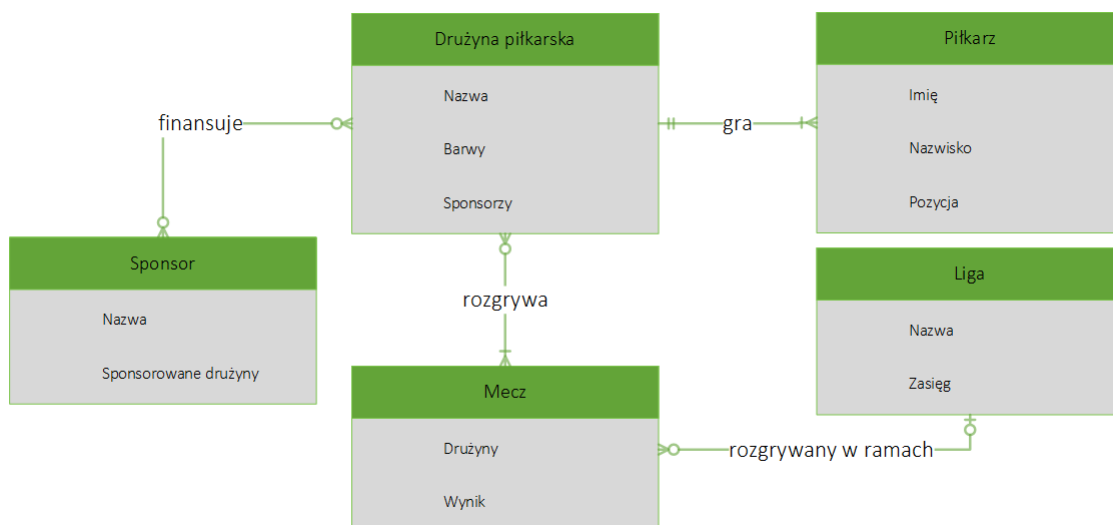 Drużyna piłkarska
Nazwa
Barwy
Sponsorzy
Piłkarz
Imię
Nazwisko
Pozycja
finansuje
gra
Sponsor
Nazwa
Sponsorowane drużyny
rozgrywa
Liga
Nazwa
Zasięg
Mecz
Drużyny
Wynik
rozgrywany w ramach